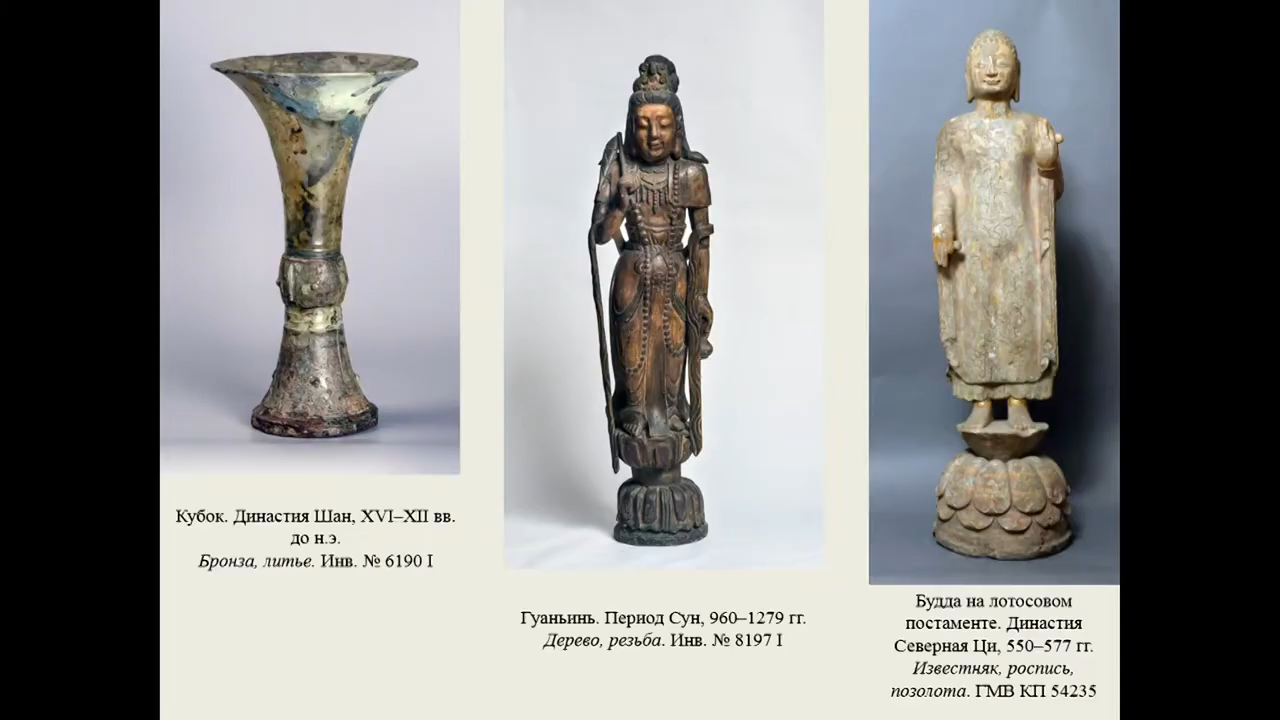 Кубок. Династия Шан, XVI–XII вв.
до н.э.
Бронза, литье. Инв. № 6190 I
Гуаньинь. Период Сун, 960–1279 гг.
Дерево, резьба. Инв. № 8197 I
Будда на лотосовом
постаменте. Династия
Северная Ци, 550–577 гг.
Известняк, роспись,
позолота. ГМВ КП 54235